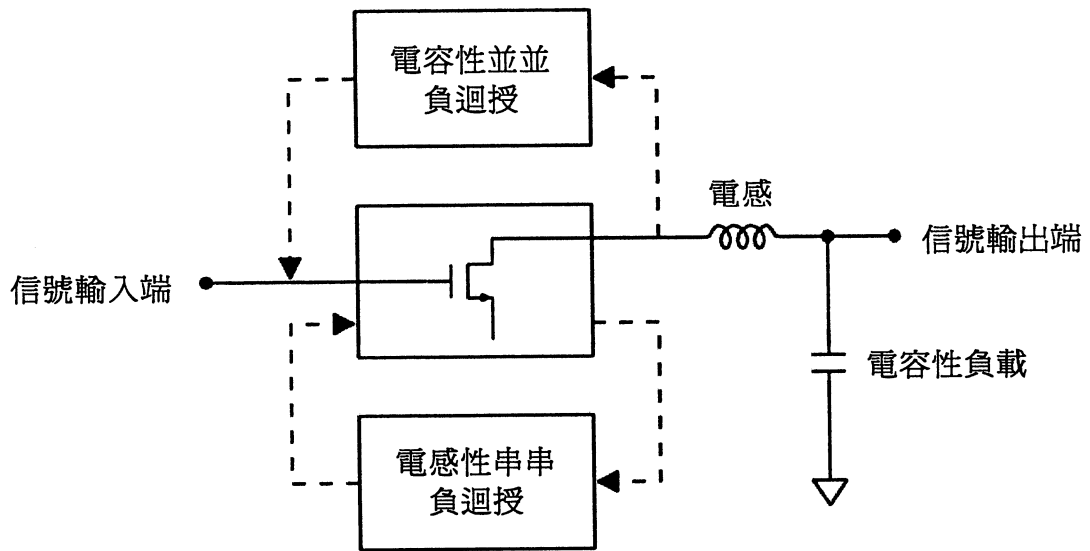 電容性並並
負迴授
電感
信號輸出端
信號輸入端
電容性負載
電感性串串
負迴授